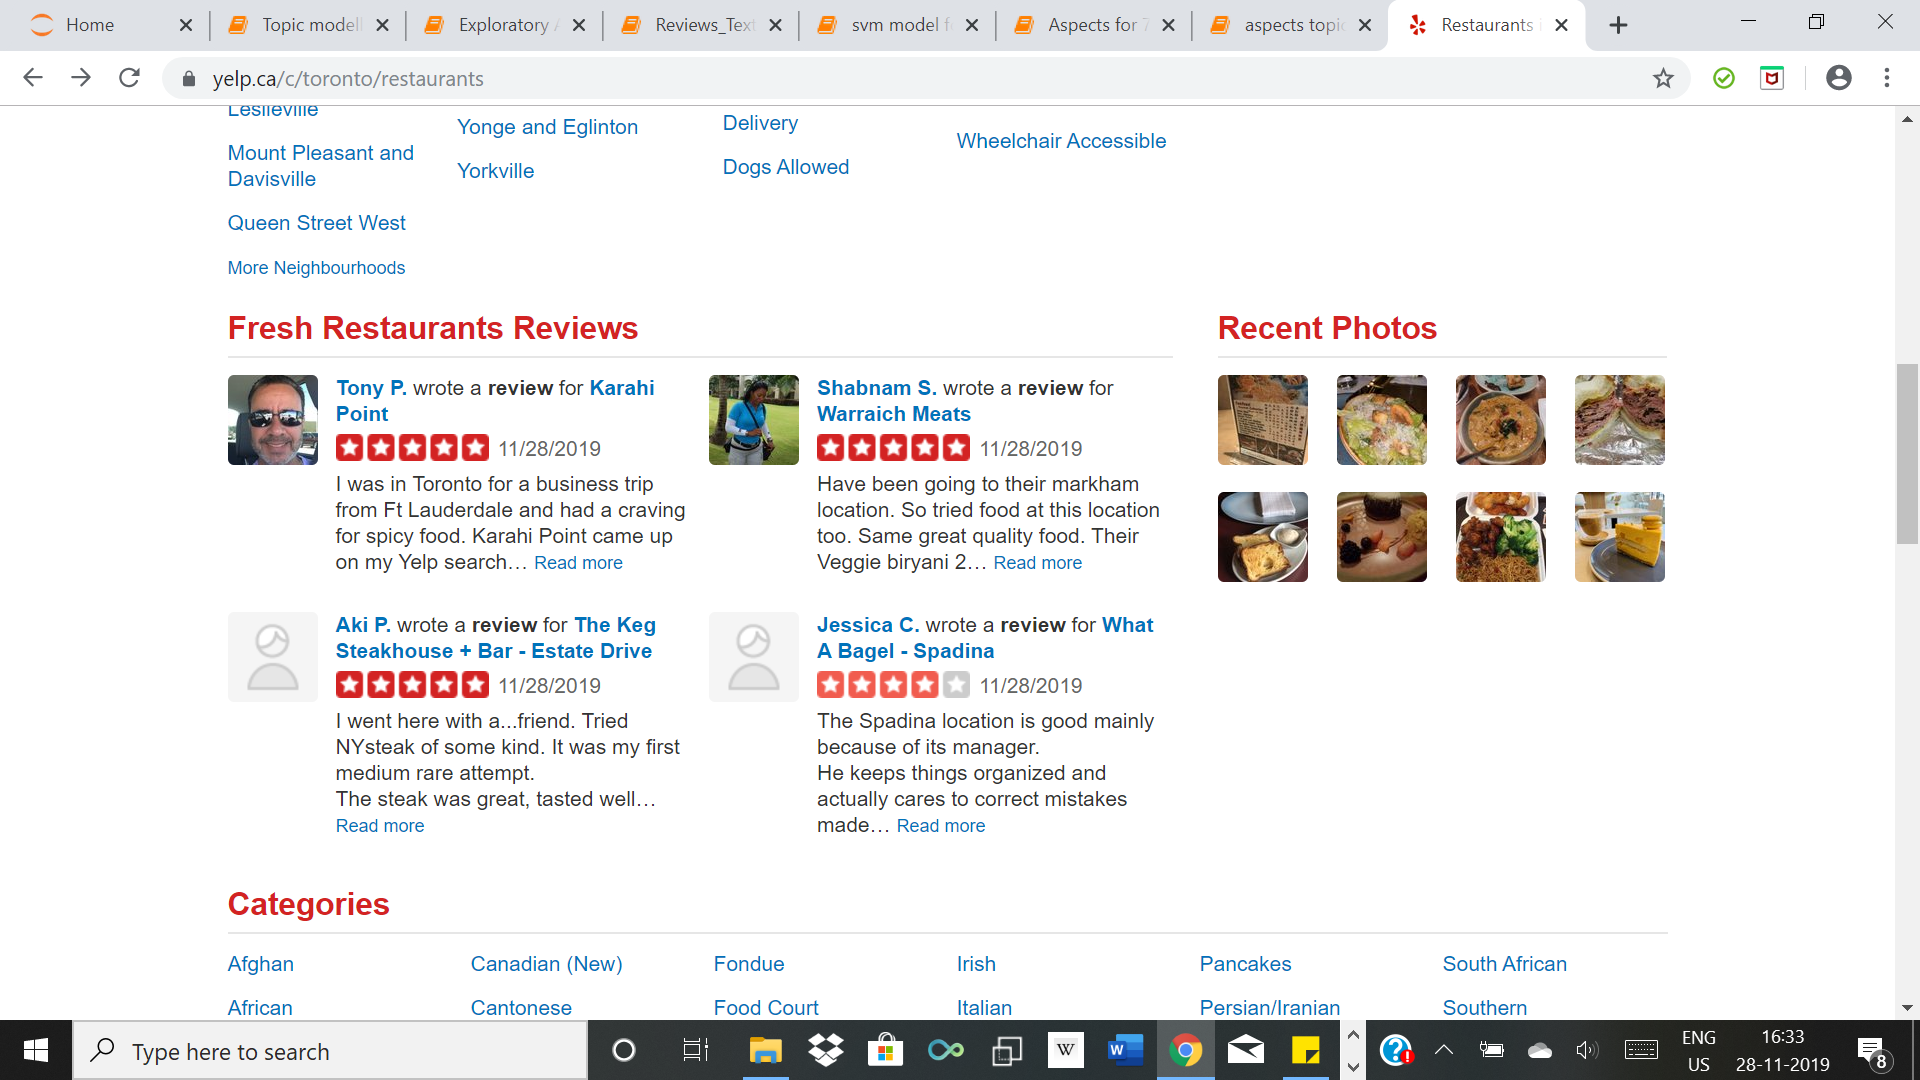 Home
Topic modell
Exploratory A
Reviews_Text
svm model f
Aspects for 7
aspects topic
Restaurants i
yelp.ca/c/toronto/restaurants
Leslieville
Mount Pleasant and
Davisville
Queen Street West
More Neighbourhoods
Yonge and Eglinton
Yorkville
Delivery
Dogs Allowed
Wheelchair Accessible
Fresh Restaurants Reviews
Tony P. wrote a review for Karahi
Point
11/28/2019
I was in Toronto for a business trip
from Ft Lauderdale and had a craving
for spicy food. Karahi Point came up
on my Yelp search… Read more
Shabnam S. wrote a review for
Warraich Meats
11/28/2019
Have been going to their markham
location. So tried food at this location
too. Same great quality food. Their
Veggie biryani 2… Read more
Aki P. wrote a review for The Keg
Steakhouse + Bar - Estate Drive
11/28/2019
I went here with a...friend. Tried
NYsteak of some kind. It was my first
medium rare attempt.
The steak was great, tasted well…
Read more
Jessica C. wrote a review for What
A Bagel - Spadina
11/28/2019
The Spadina location is good mainly
because of its manager.
He keeps things organized and
actually cares to correct mistakes
made… Read more
Recent Photos
Categories
Afghan
Canadian (New)
Fondue
Irish
Pancakes
South African
African
Cantonese
Food Court
Italian
Persian/Iranian
Southern
Type here to search
W
W
ENG
US
16:33
28-11-2019
8